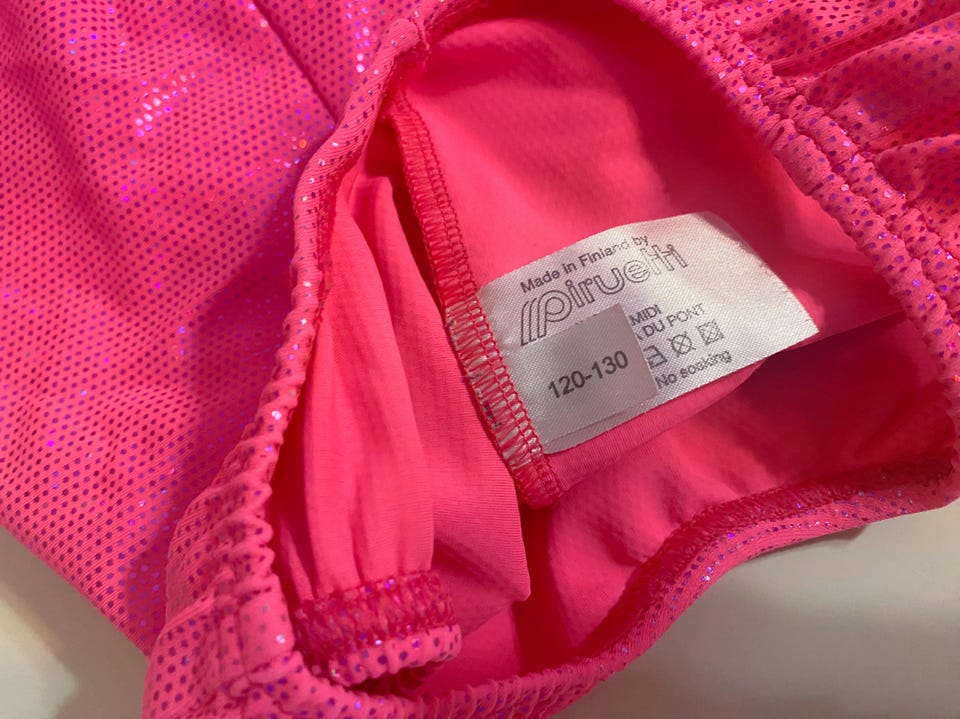 Made in Finland by
piruetti
MIDI
DU PONT
120-130
No soaking